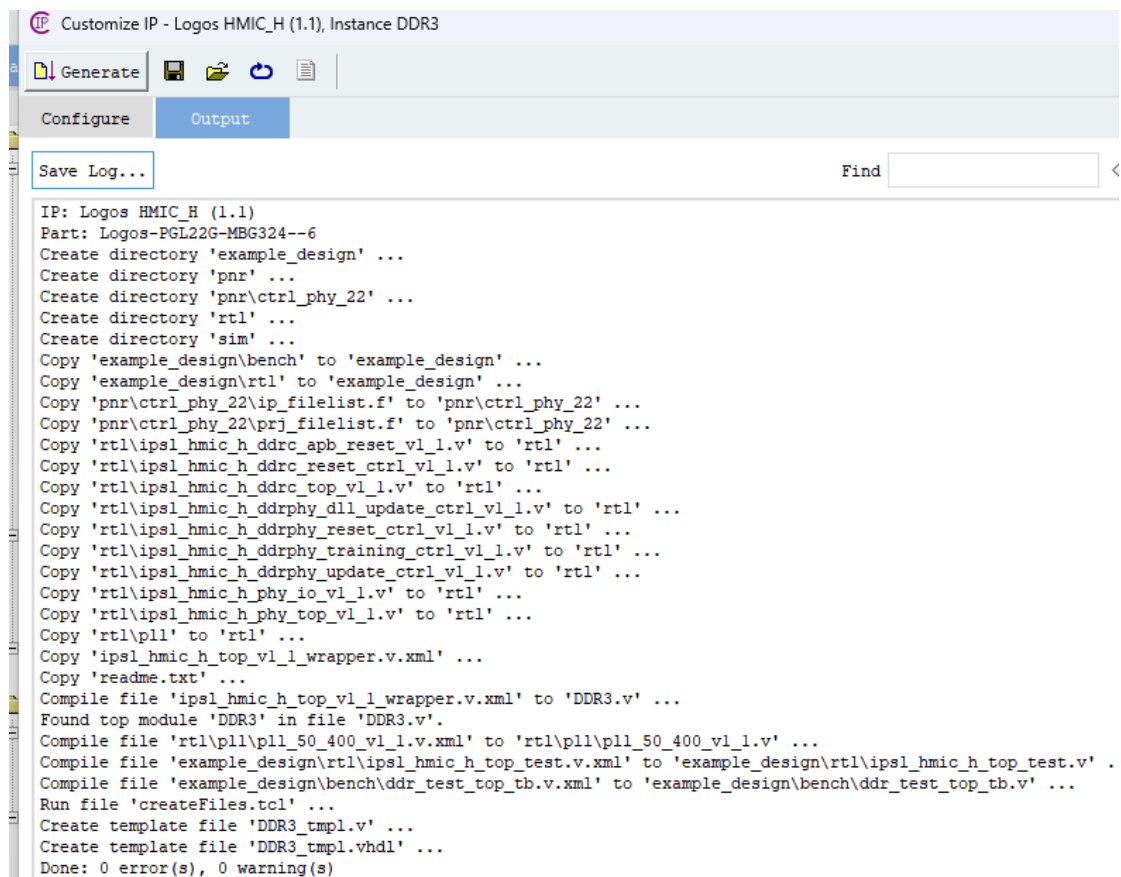 IP Customize IP - Logos HMIC_H (1.1), Instance DDR3
Generate
Configure Output
Save Log... Find
IP: Logos HMIC_H (1.1)
Part: Logos-PGL22G-MBG324--6
Create directory 'example_design' ...
Create directory 'pnr' ...
Create directory 'pnr\ctrl_phy_22' ...
Create directory 'rtl' ...
Create directory 'sim' ...
Copy 'example_design\bench' to 'example_design' ...
Copy 'example_design\rtl' to 'example_design' ...
Copy 'pnr\ctrl_phy_22\ip_filelist.f' to 'pnr\ctrl_phy_22' ...
Copy 'pnr\ctrl_phy_22\prj_filelist.f' to 'pnr\ctrl_phy_22' ...
Copy 'rtl\ipsl_hmic_h_ddrc_apb_reset_v1_1.v' to 'rtl' ...
Copy 'rtl\ipsl_hmic_h_ddrc_reset_ctrl_v1_1.v' to 'rtl' ...
Copy 'rtl\ipsl_hmic_h_ddrc_top_v1_1.v' to 'rtl' ...
Copy 'rtl\ipsl_hmic_h_ddrphy_dll_update_ctrl_v1_1.v' to 'rtl' ...
Copy 'rtl\ipsl_hmic_h_ddrphy_reset_ctrl_v1_1.v' to 'rtl' ...
Copy 'rtl\ipsl_hmic_h_ddrphy_training_ctrl_v1_1.v' to 'rtl' ...
Copy 'rtl\ipsl_hmic_h_ddrphy_update_ctrl_v1_1.v' to 'rtl' ...
Copy 'rtl\ipsl_hmic_h_phy_io_v1_1.v' to 'rtl' ...
Copy 'rtl\ipsl_hmic_h_phy_top_v1_1.v' to 'rtl' ...
Copy 'rtl\pll' to 'rtl' ...
Copy 'ipsl_hmic_h_top_v1_1_wrapper.v.xml' ...
Copy 'readme.txt' ...
Compile file 'ipsl_hmic_h_top_v1_1_wrapper.v.xml' to 'DDR3.v' ...
Found top module 'DDR3' in file 'DDR3.v'.
Compile file 'rtl\pll\pll_50_400_v1_1.v.xml' to 'rtl\pll\pll_50_400_v1_1.v' ...
Compile file 'example_design\rtl\ipsl_hmic_h_top_test.v.xml' to 'example_design\rtl\ipsl_hmic_h_top_test.v' .
Compile file 'example_design\bench\ddr_test_top_tb.v.xml' to 'example_design\bench\ddr_test_top_tb.v' ...
Run file 'createFiles.tcl' ...
Create template file 'DDR3_tmpl.v' ...
Create template file 'DDR3_tmpl.vhdl' ...
Done: 0 error(s), 0 warning(s)